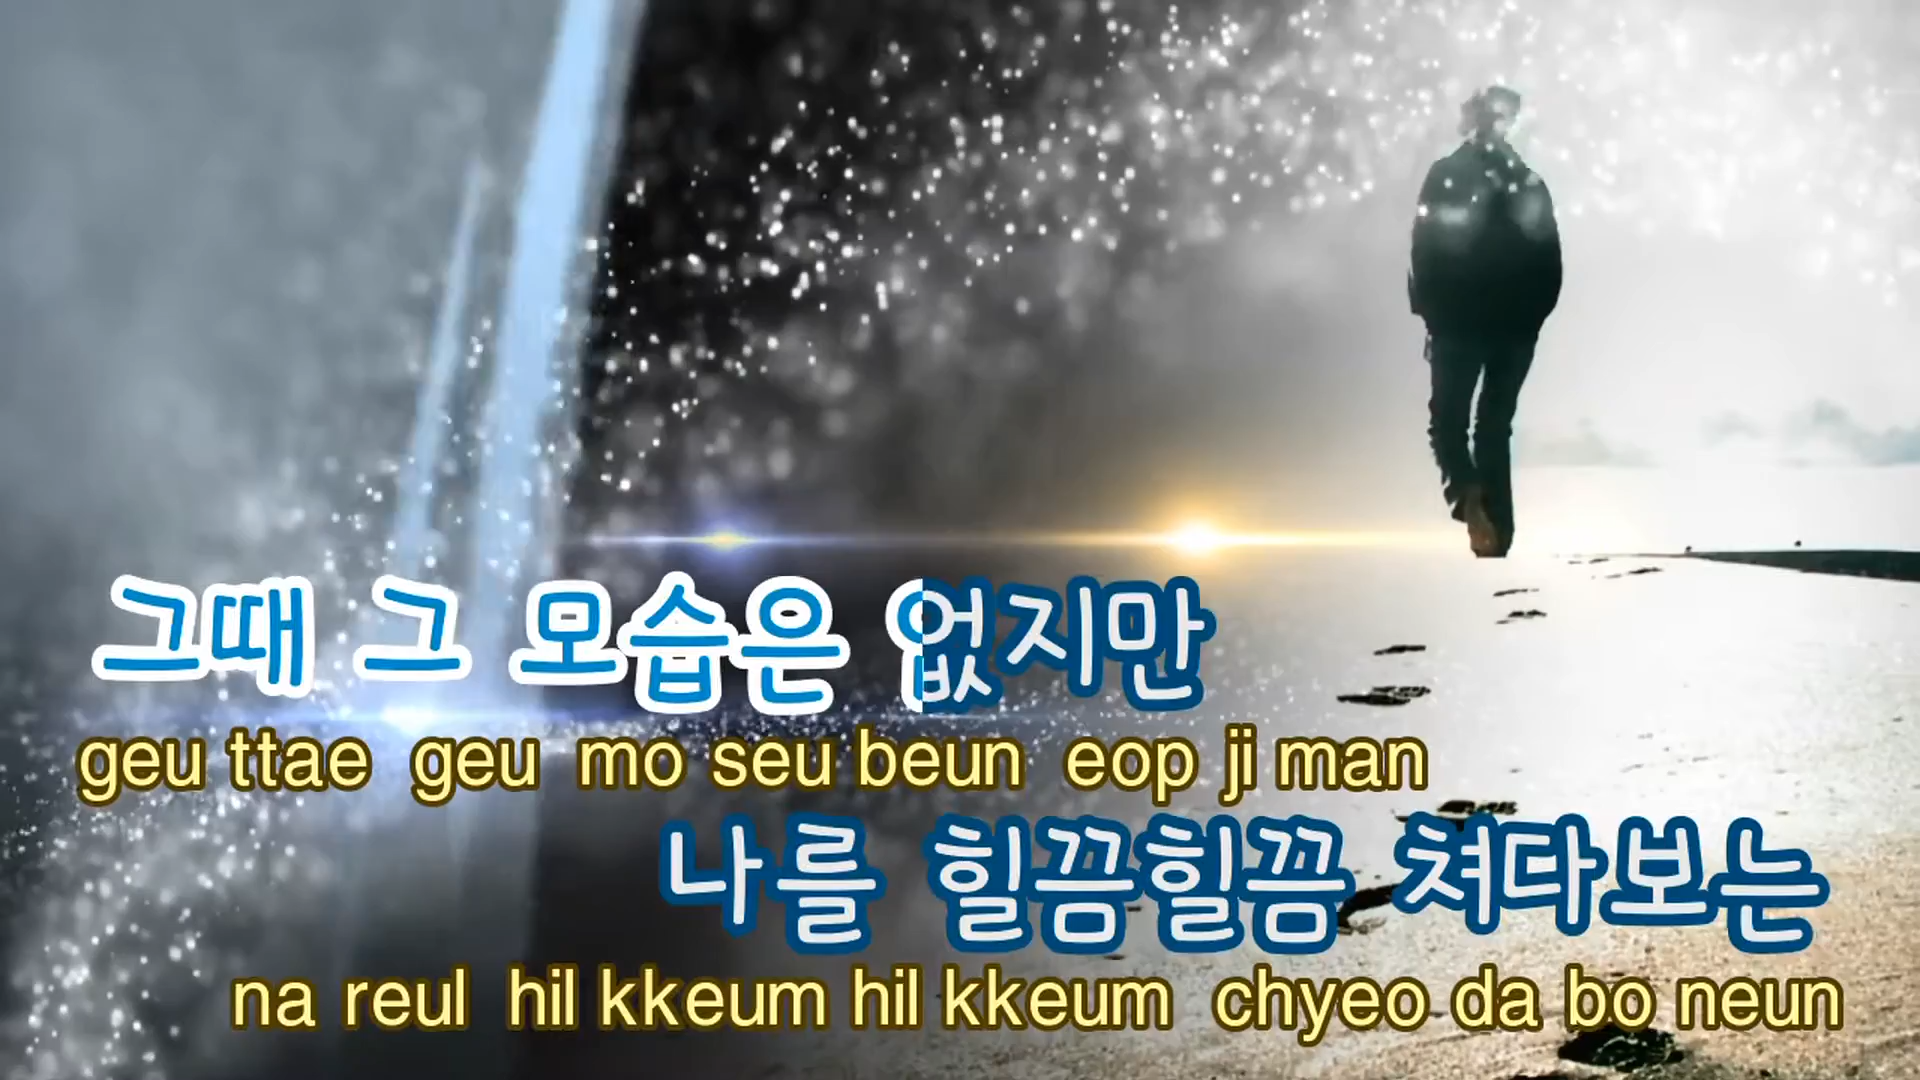 그때 그 모습은 없지만
geu ttae geu mo seu beun eop ji man
나를 힐끔힐끔 쳐다보는
na reul hil kkeum hil kkeum chyeo da bo neun